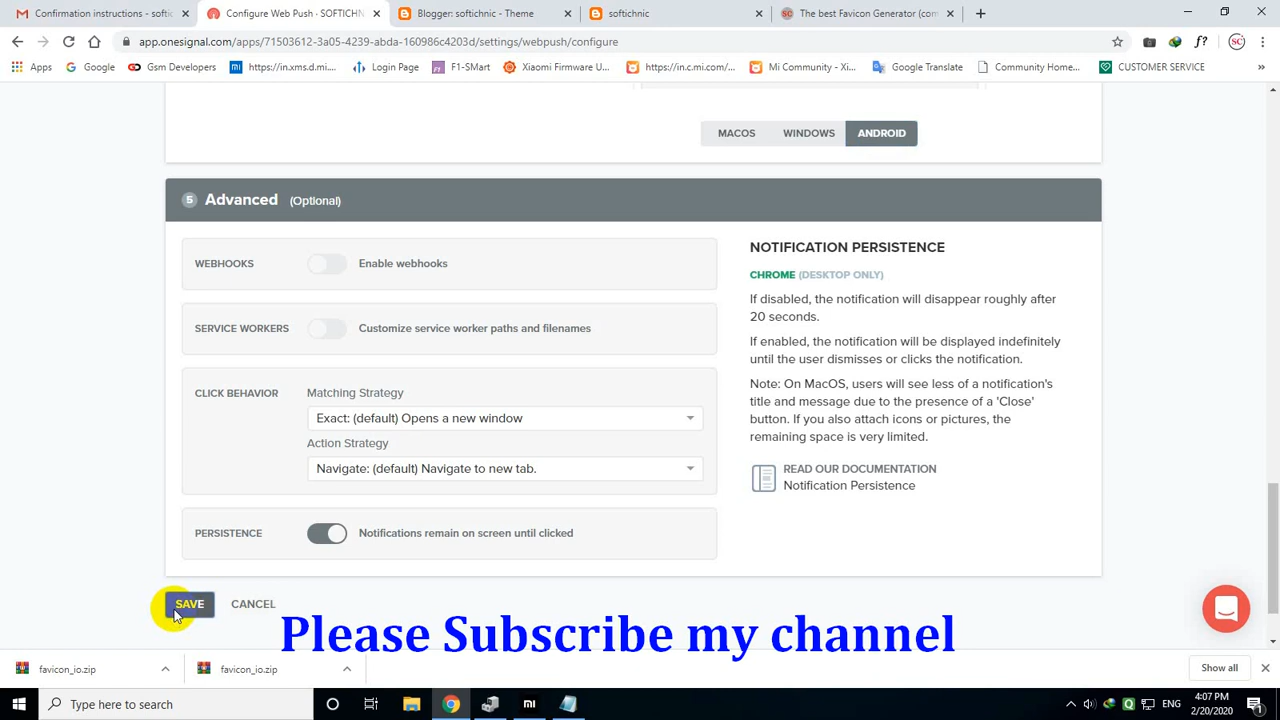 Confirmation instructions - softic
Configure Web Push - SOFTICHNI
Blogger: softichnic - Theme
softichnic
The best Favicon Generator (com
app.onesignal.com/apps/71503612-3a05-4239-abda-160986c4203d/settings/webpush/configure
Apps
Google
Gsm Developers
https://in.xms.d.mi...
Login Page
F1-SMart
Xiaomi Firmware U...
https://in.c.mi.com/...
Mi Community - Xi...
Google Translate
Community Home...
CUSTOMER SERVICE
MACOS
WINDOWS
ANDROID
5 Advanced (Optional)
WEBHOOKS
Enable webhooks
SERVICE WORKERS
Customize service worker paths and filenames
CLICK BEHAVIOR
Matching Strategy
Exact: (default) Opens a new window
Action Strategy
Navigate: (default) Navigate to new tab.
PERSISTENCE
Notifications remain on screen until clicked
NOTIFICATION PERSISTENCE
CHROME (DESKTOP ONLY)
If disabled, the notification will disappear roughly after
20 seconds.
If enabled, the notification will be displayed indefinitely
until the user dismisses or clicks the notification.
Note: On MacOS, users will see less of a notification's
title and message due to the presence of a 'Close'
button. If you also attach icons or pictures, the
remaining space is very limited.
READ OUR DOCUMENTATION
Notification Persistence
SAVE
CANCEL
Please Subscribe my channel
favicon_io.zip
favicon_io.zip
Show all
Type here to search
ENG
4:07 PM
2/20/2020